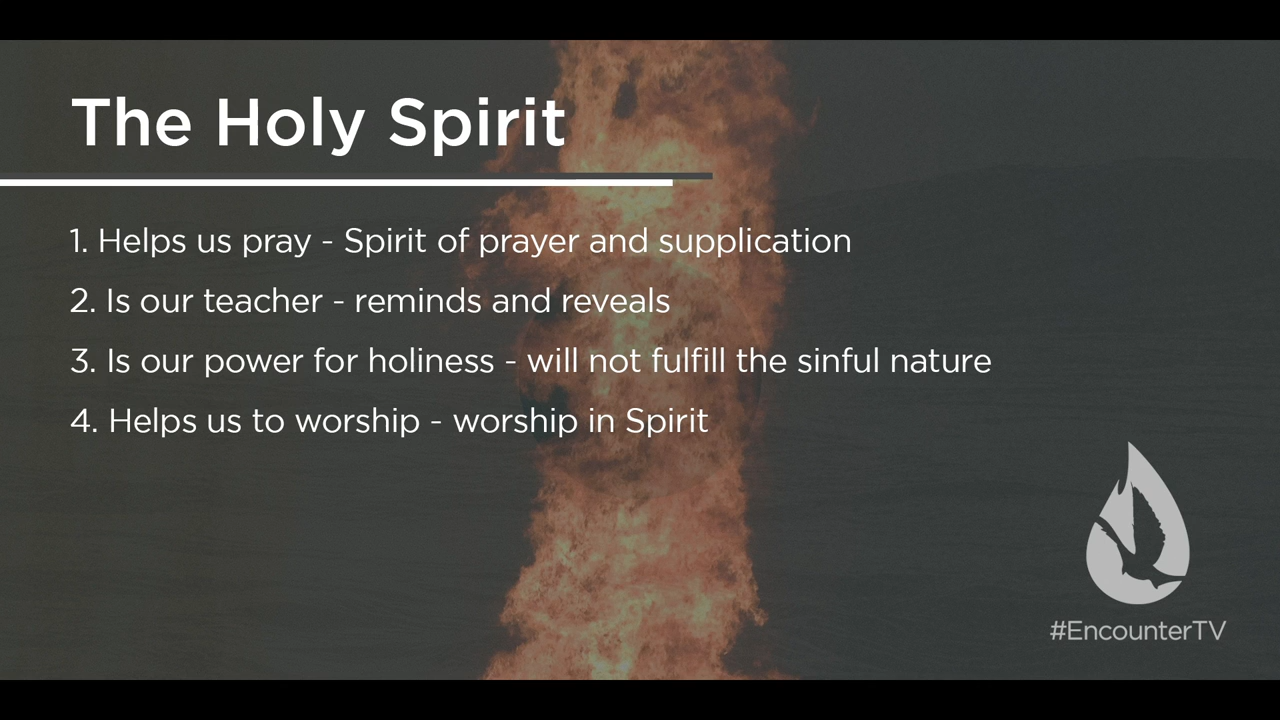 The Holy Spirit
1. Helps us pray - Spirit of prayer and supplication
2. Is our teacher - reminds and reveals
3. Is our power for holiness - will not fulfill the sinful nature
4. Helps us to worship - worship in Spirit
#EncounterTV